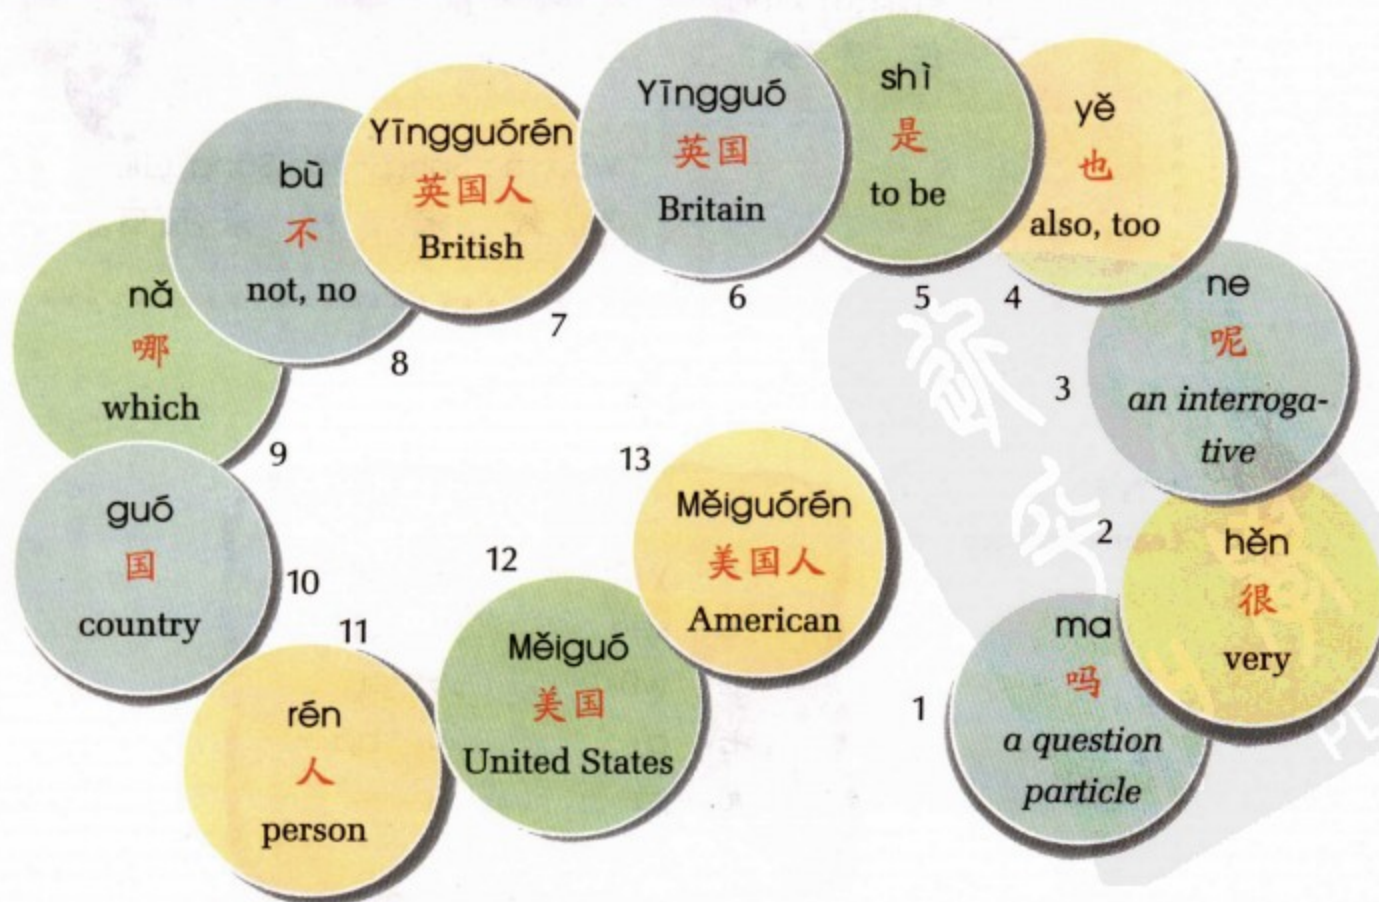 1
ma
吗
a question
particle
2
hěn
很
very
3
ne
呢
an interroga-
tive
4
yě
也
also, too
5
shì
是
to be
6
Yīngguó
英国
Britain
7
Yīngguórén
英国人
British
8
bù
不
not, no
9
nǎ
哪
which
10
guó
国
country
11
rén
人
person
12
Měiguó
美国
United States
13
Měiguórén
美国人
American